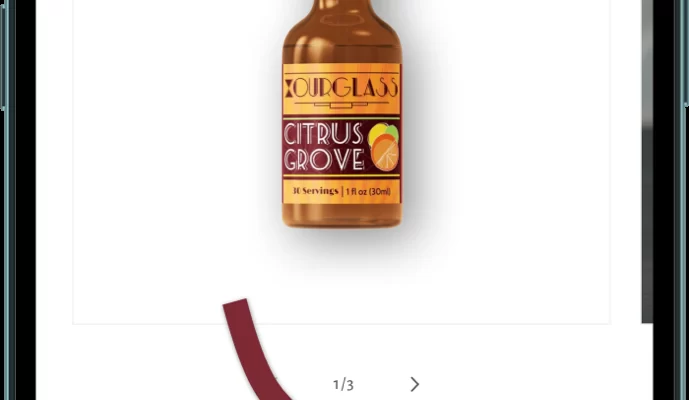 HOURGLASS
CITRUS
GROVE
30 Servings | 1 fl oz (30ml)
1/3